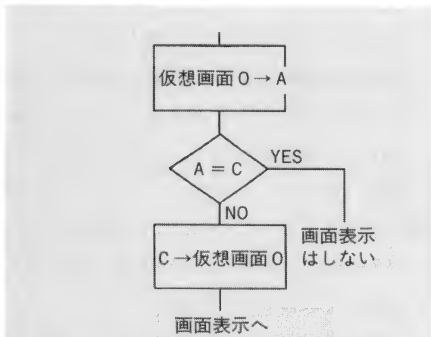 仮想画面0→A
A=C
YES
NO
画面表示
はしない
C→仮想画面0
画面表示へ